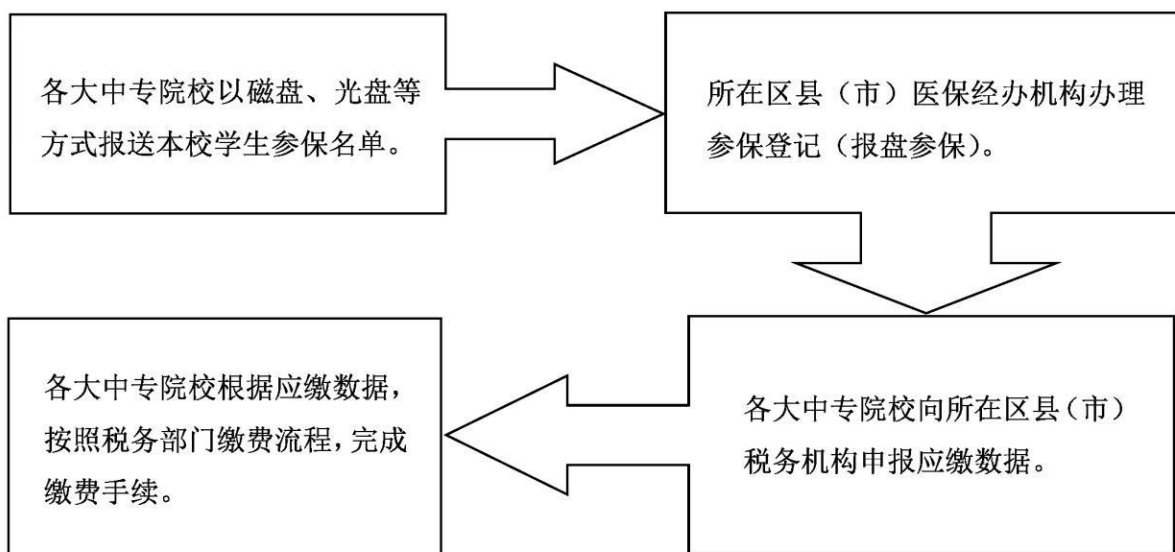 各大中专院校以磁盘、光盘等
方式报送本校学生参保名单。
所在区县（市）医保经办机构办理
参保登记（报盘参保）。
各大中专院校向所在区县（市）
税务机构申报应缴数据。
各大中专院校根据应缴数据，
按照税务部门缴费流程，完成
缴费手续。